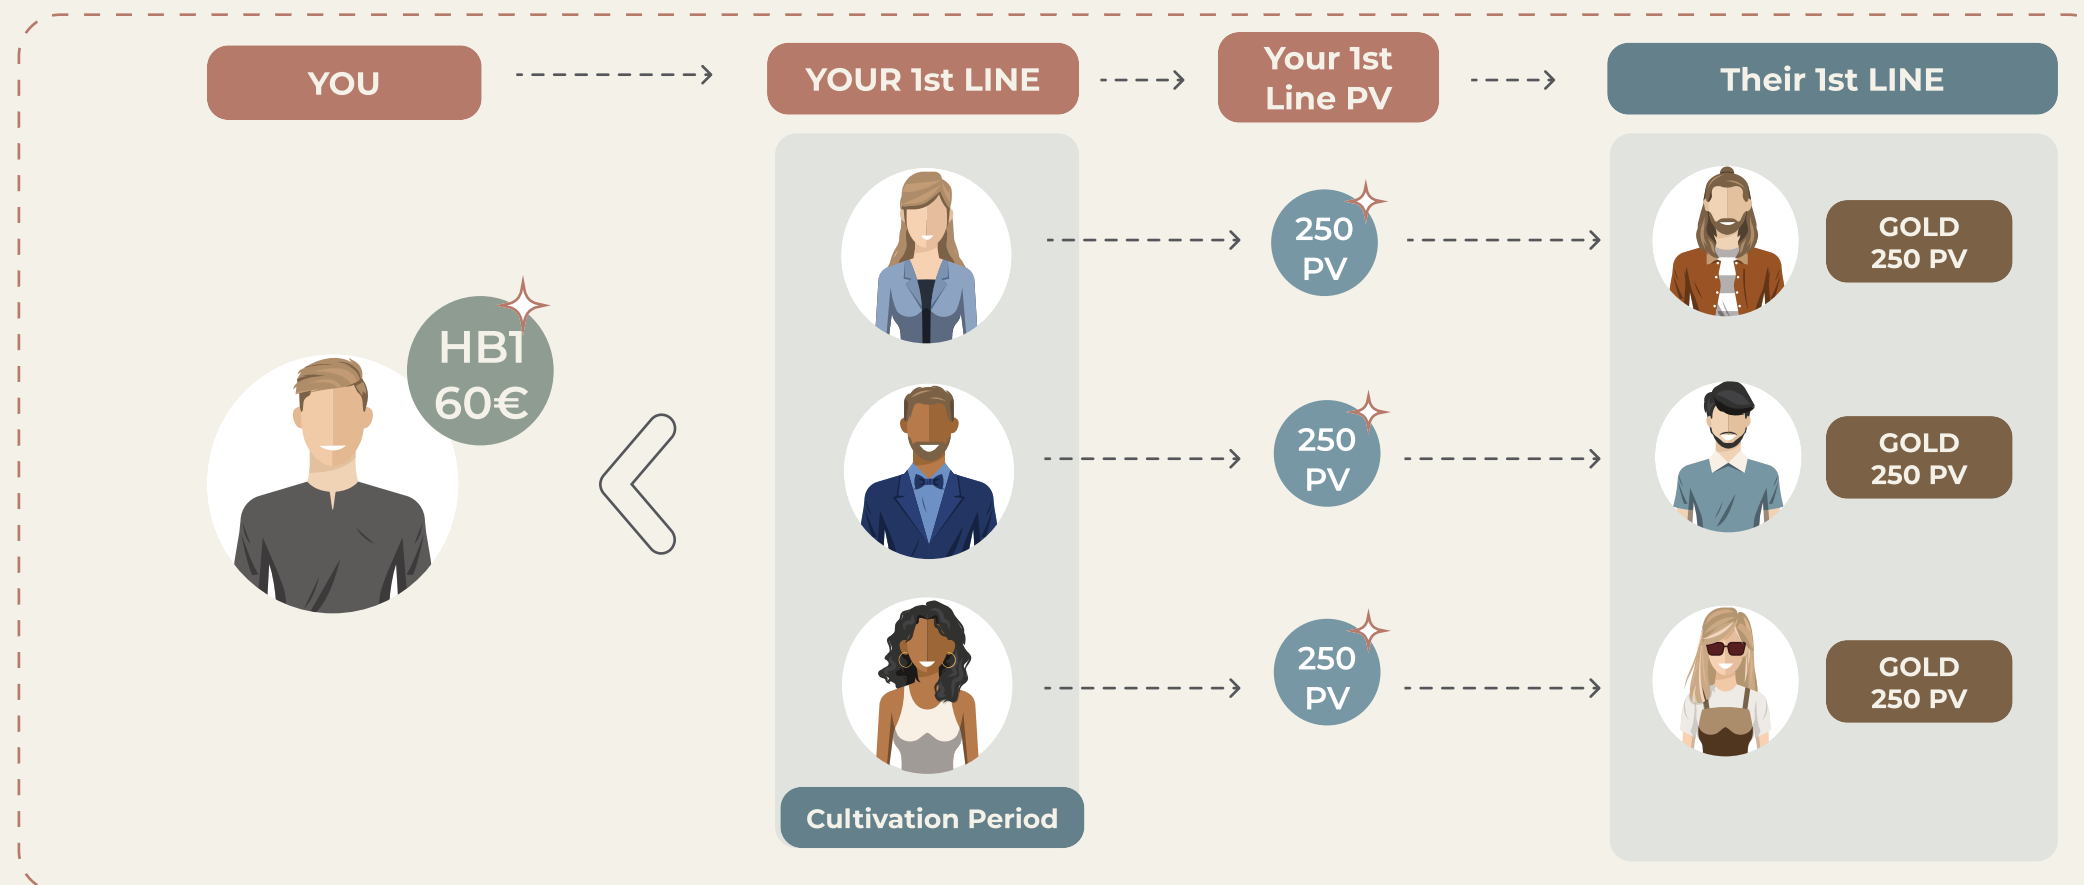 YOU
YOUR 1st LINE
Your 1st
Line PV
Their 1st LINE
HB1
60€
250
PV
GOLD
250 PV
250
PV
GOLD
250 PV
250
PV
GOLD
250 PV
Cultivation Period